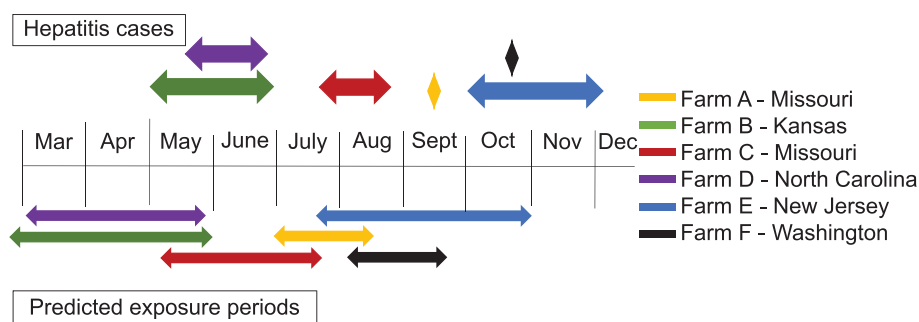 Hepatitis cases
Mar Apr May June July Aug Sept Oct Nov Dec
Farm A - Missouri
Farm B - Kansas
Farm C - Missouri
Farm D - North Carolina
Farm E - New Jersey
Farm F - Washington
Predicted exposure periods